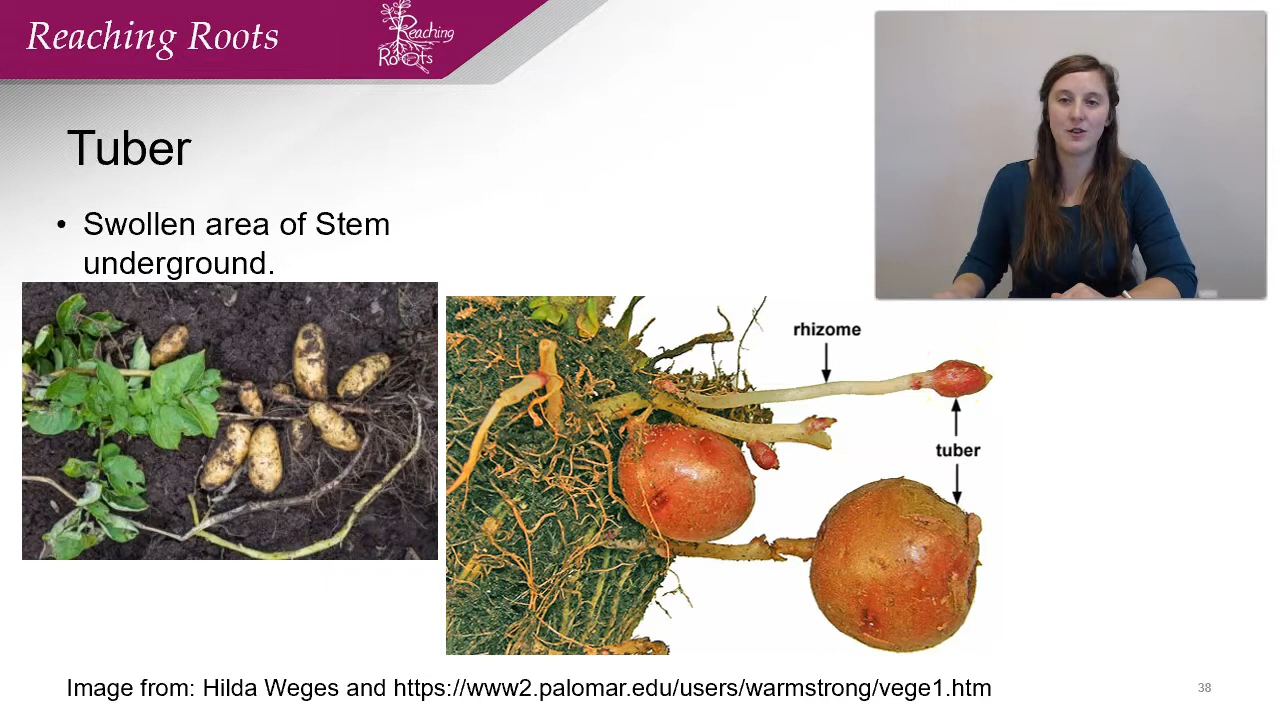 Reaching Roots
Reaching
Roots
Tuber
• Swollen area of Stem
underground.
rhizome
tuber
Image from: Hilda Weges and https://www2.palomar.edu/users/warmstrong/vege1.htm
38